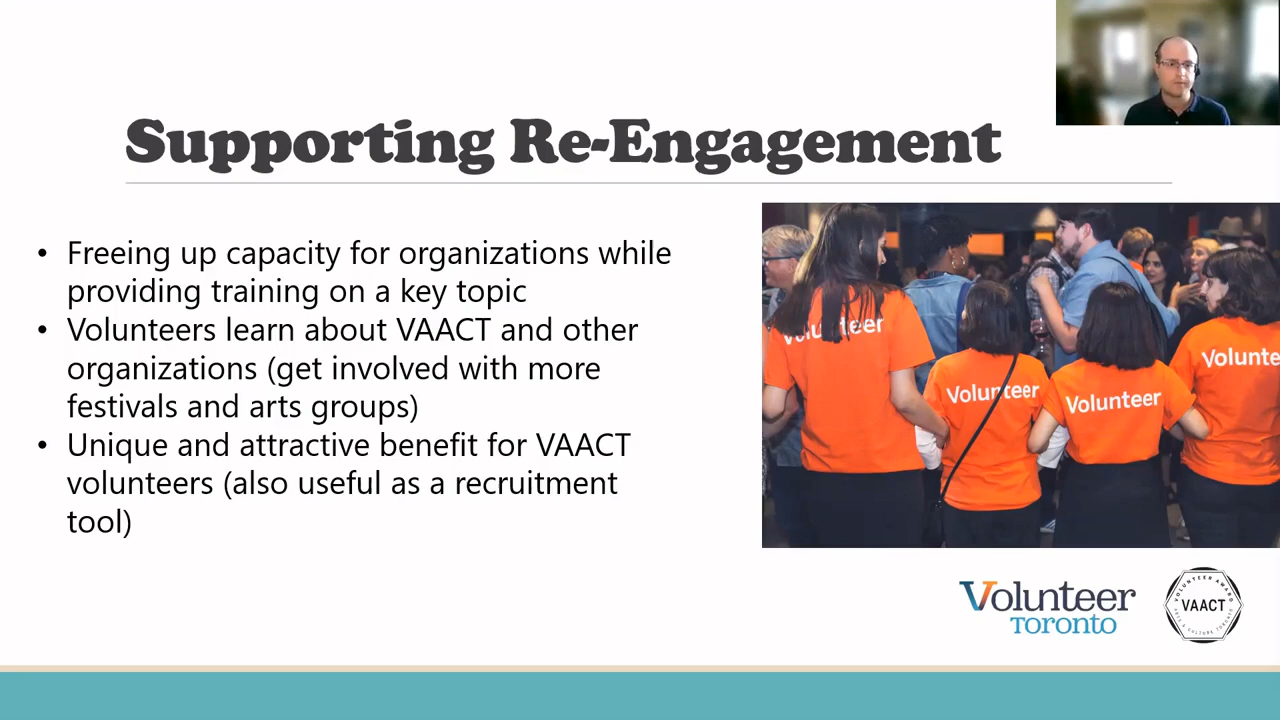 Supporting Re-Engagement
• Freeing up capacity for organizations while
providing training on a key topic
• Volunteers learn about VAACT and other
organizations (get involved with more
festivals and arts groups)
• Unique and attractive benefit for VAACT
volunteers (also useful as a recruitment
tool)
Volunteer
Volunteer
Volunteer
Volunte
Volunteer
TORONTO
VOLUNTEER AWARD
VAACT